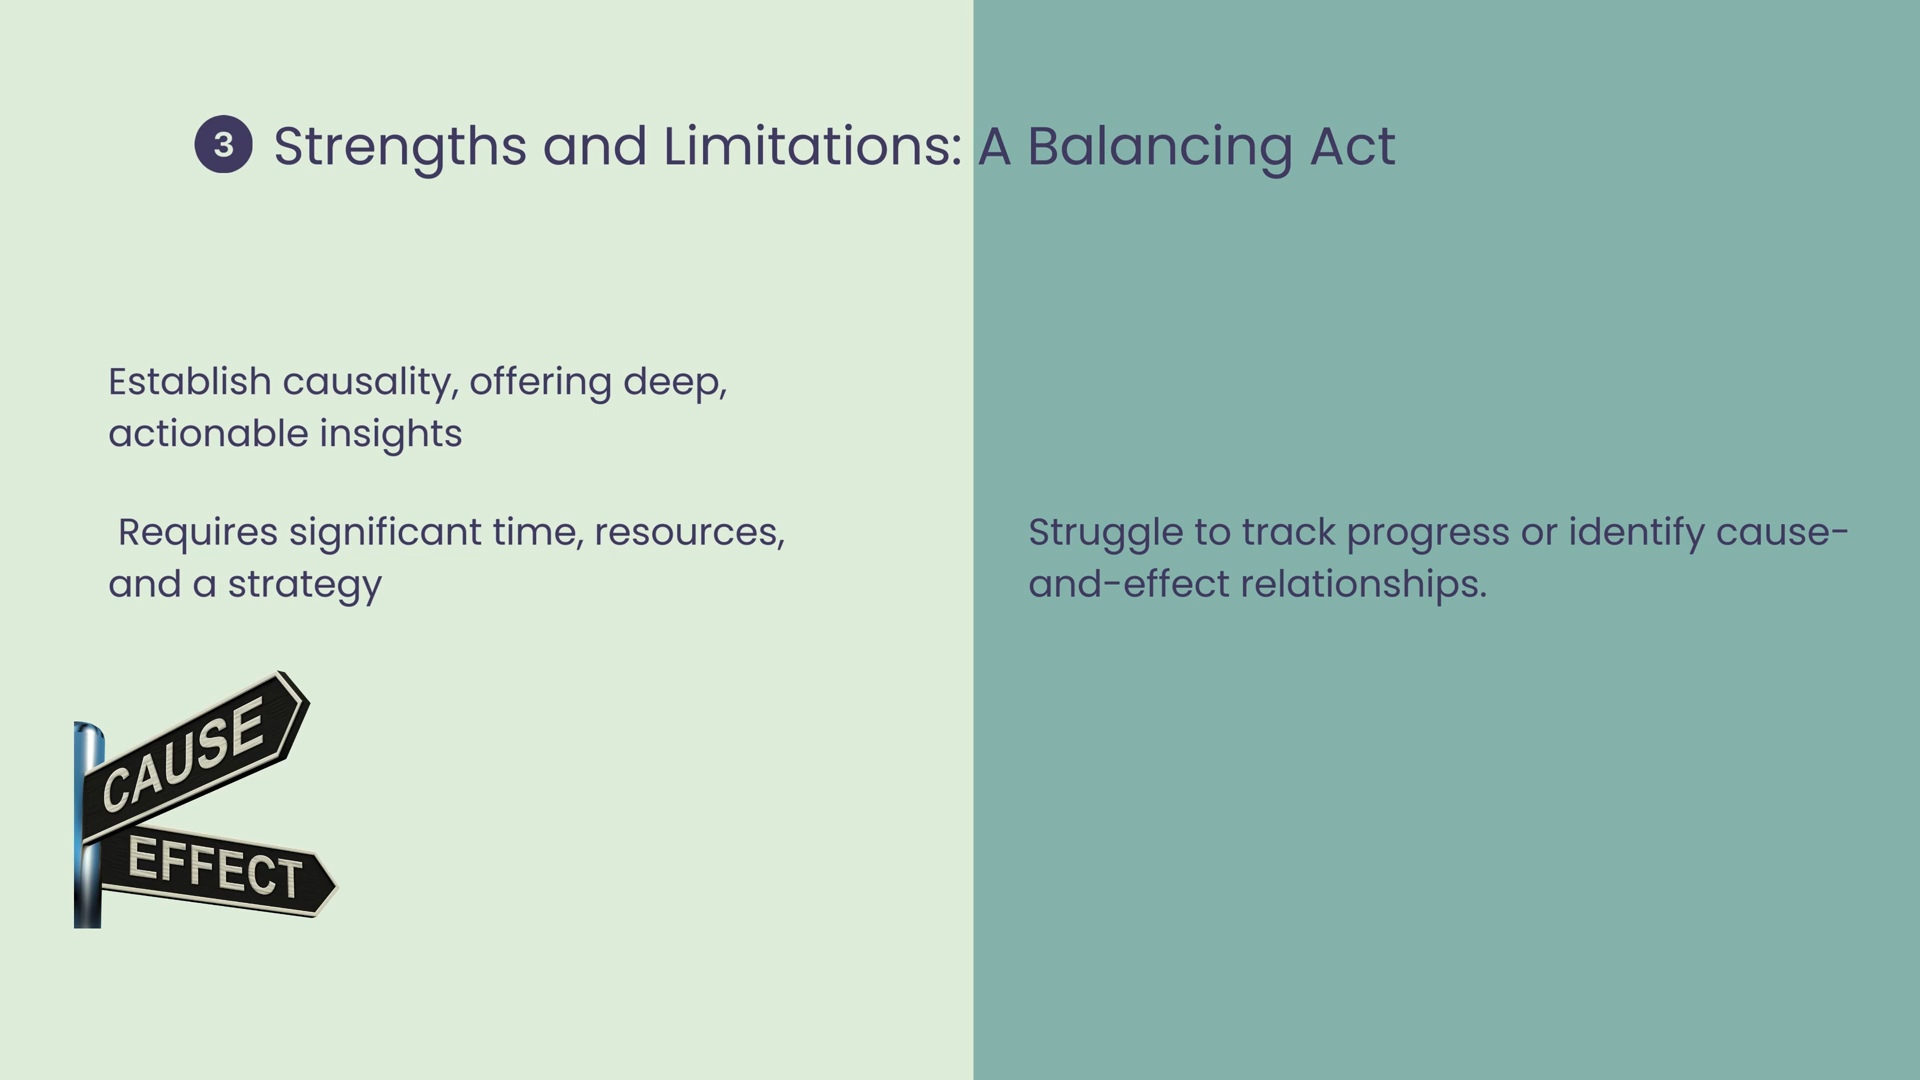 3 Strengths and Limitations: A Balancing Act
Establish causality, offering deep,
actionable insights
Requires significant time, resources,
and a strategy
Struggle to track progress or identify cause-
and-effect relationships.
CAUSE
EFFECT